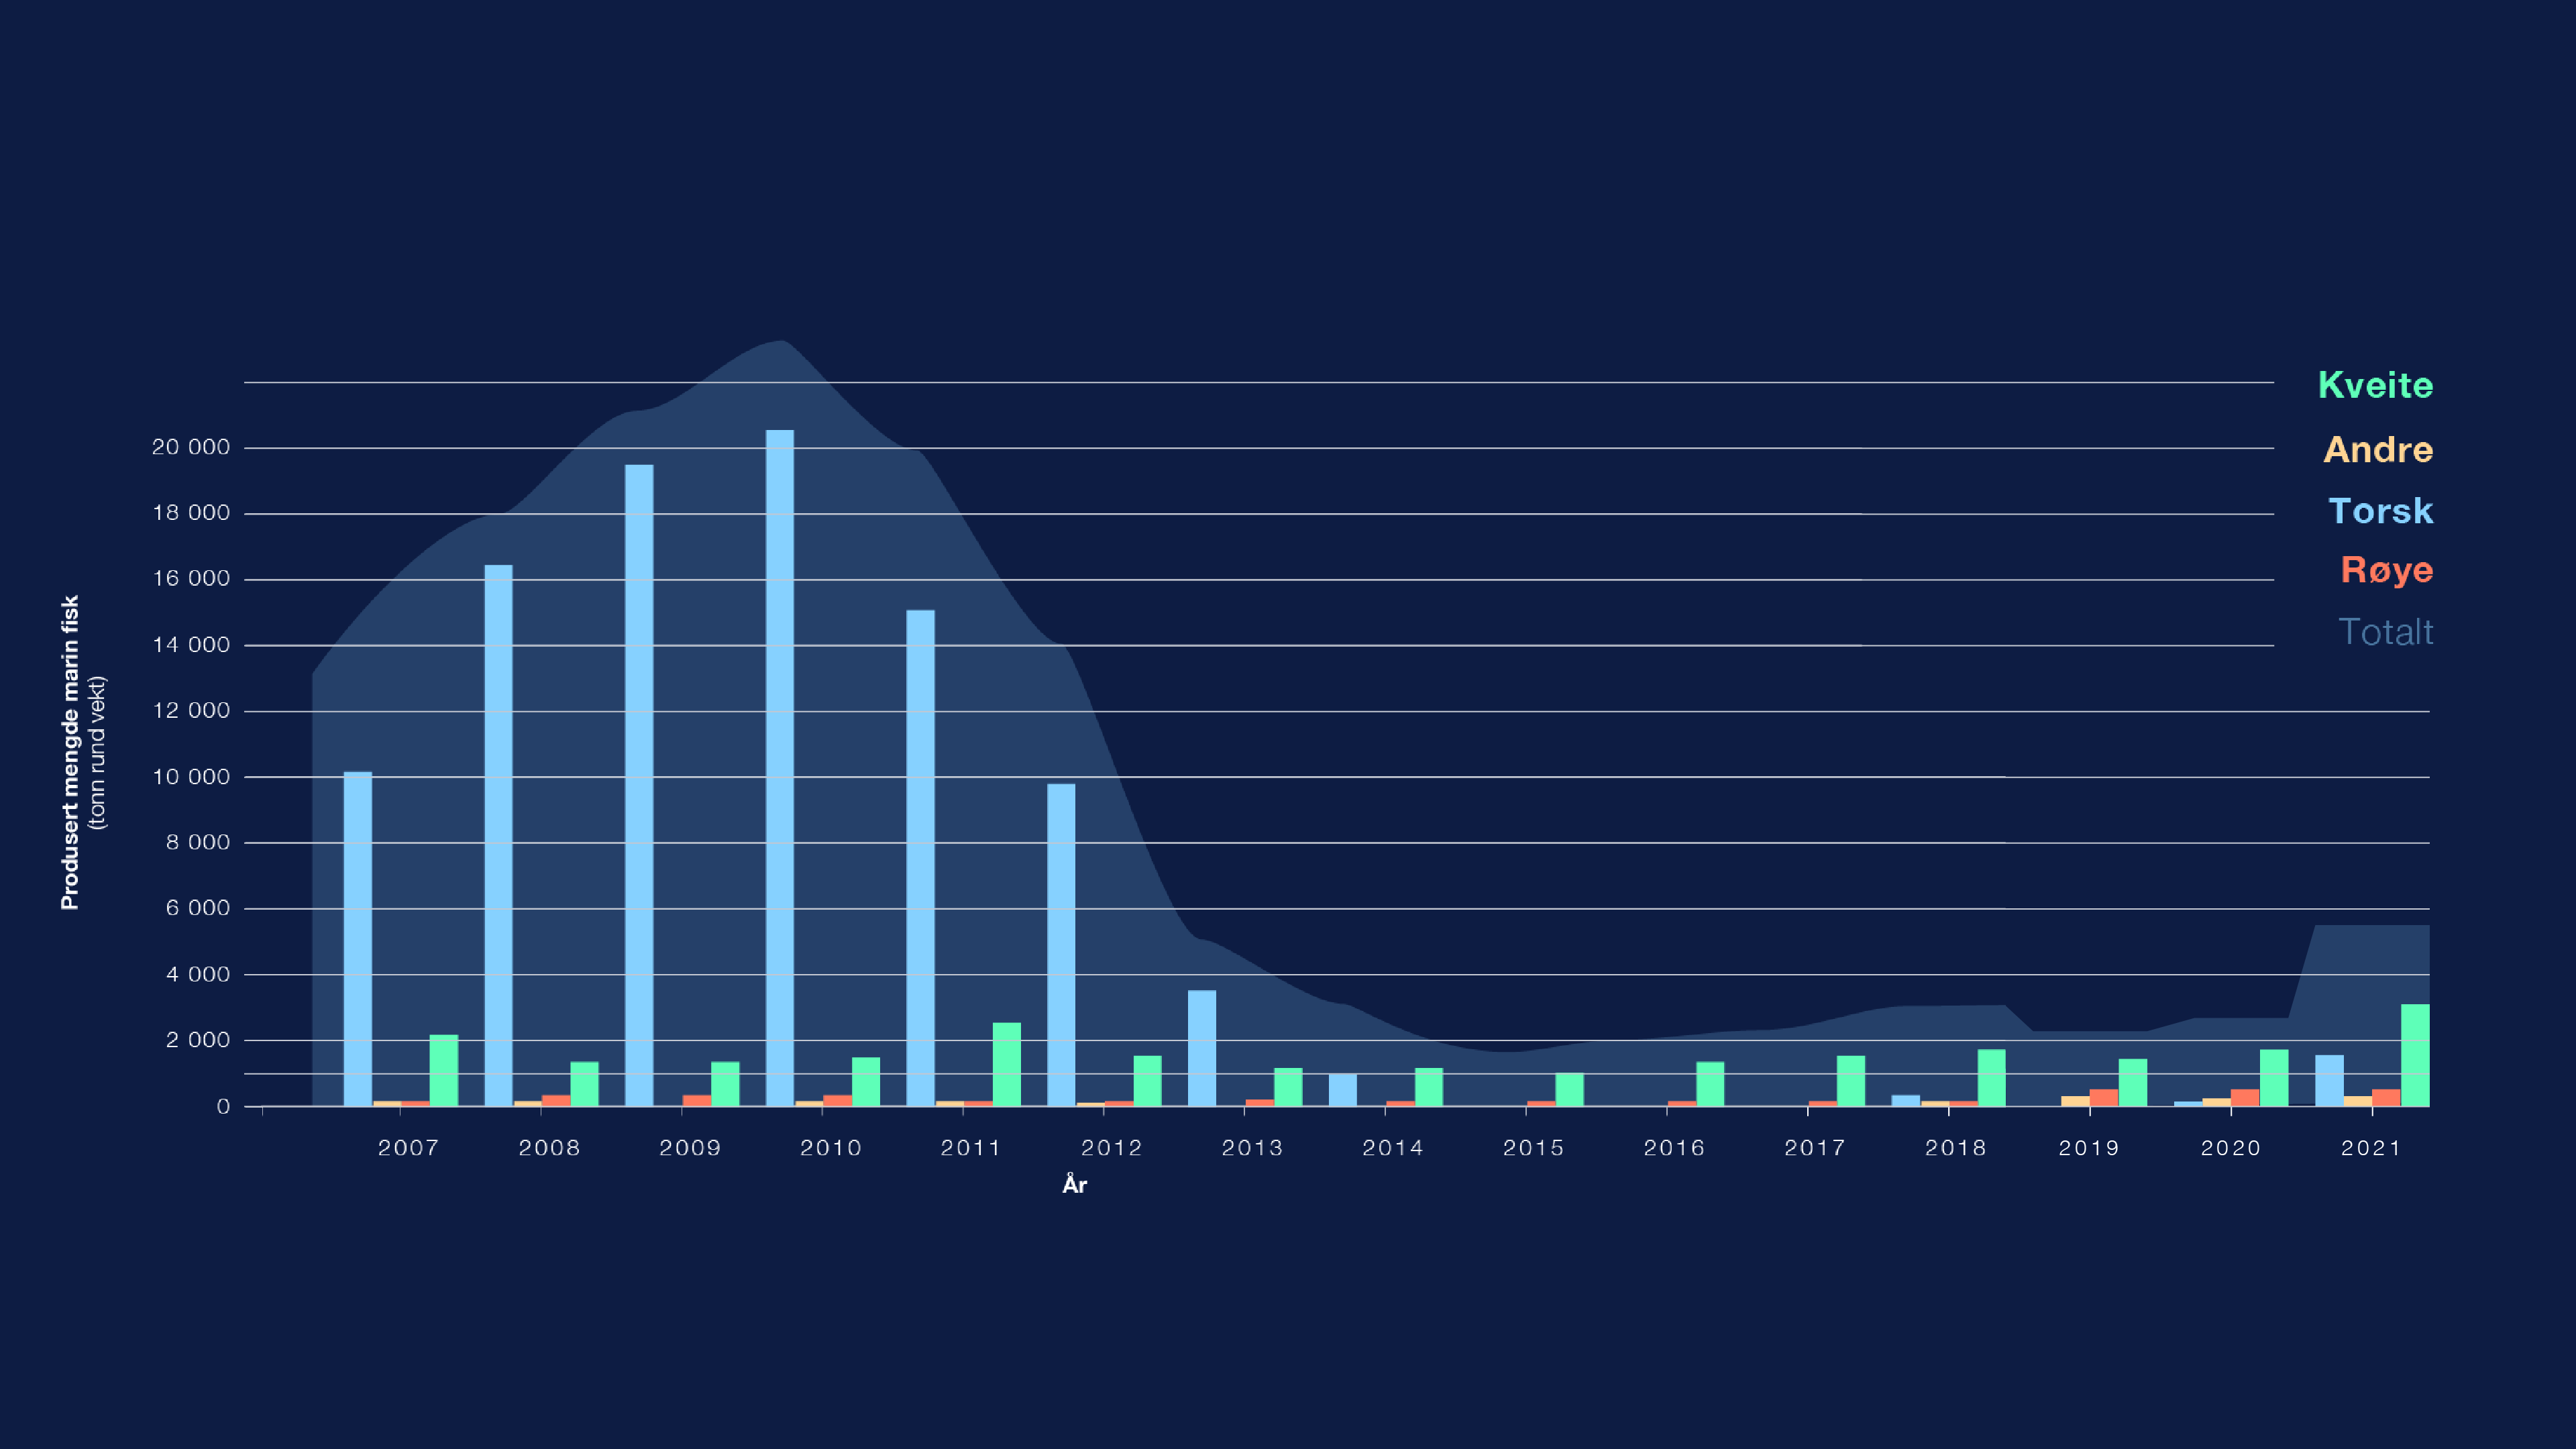 Kveite
Andre
Torsk
Røye
Totalt
Produsert mengde marin fisk
(tonn rund vekt)
20 000
18 000
16 000
14 000
12 000
10 000
8 000
6 000
4 000
2 000
0
2007 2008 2009 2010 2011 2012 2013 2014 2015 2016 2017 2018 2019 2020 2021
År